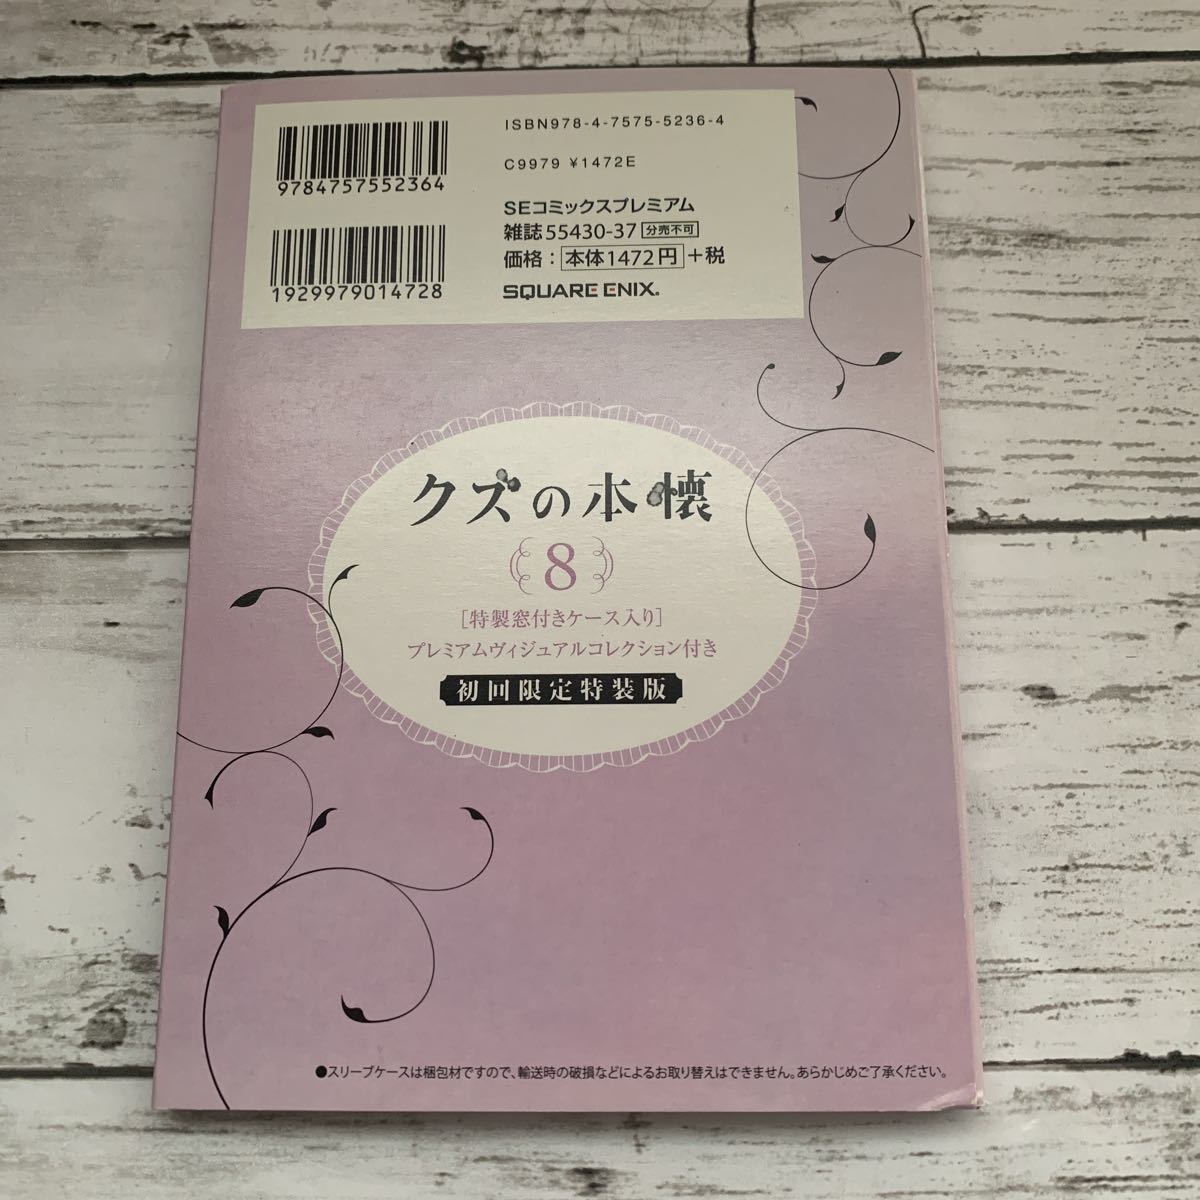 ISBN978-4-7575-5236-4
9784757552364
C9979 ¥1472E
SEコミックスプレミアム
雑誌55430-37 分売不可
価格：本体1472円+税
1929979014728
SQUARE ENIX.
クズの本懐
8
[特製窓付きケース入り]
プレミアムヴィジュアルコレクション付き
初回限定特装版
●スリーブケースは梱包材ですので、輸送時の破損などによるお取り替えはできません。あらかじめご了承ください。